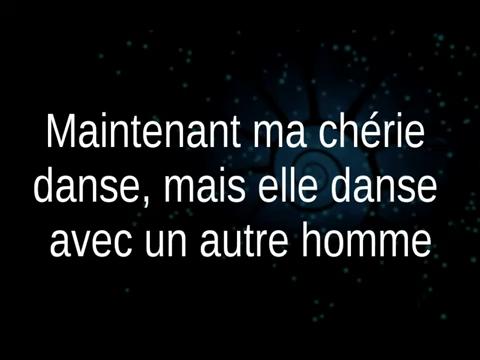 Maintenant ma chérie
danse, mais elle danse
avec un autre homme